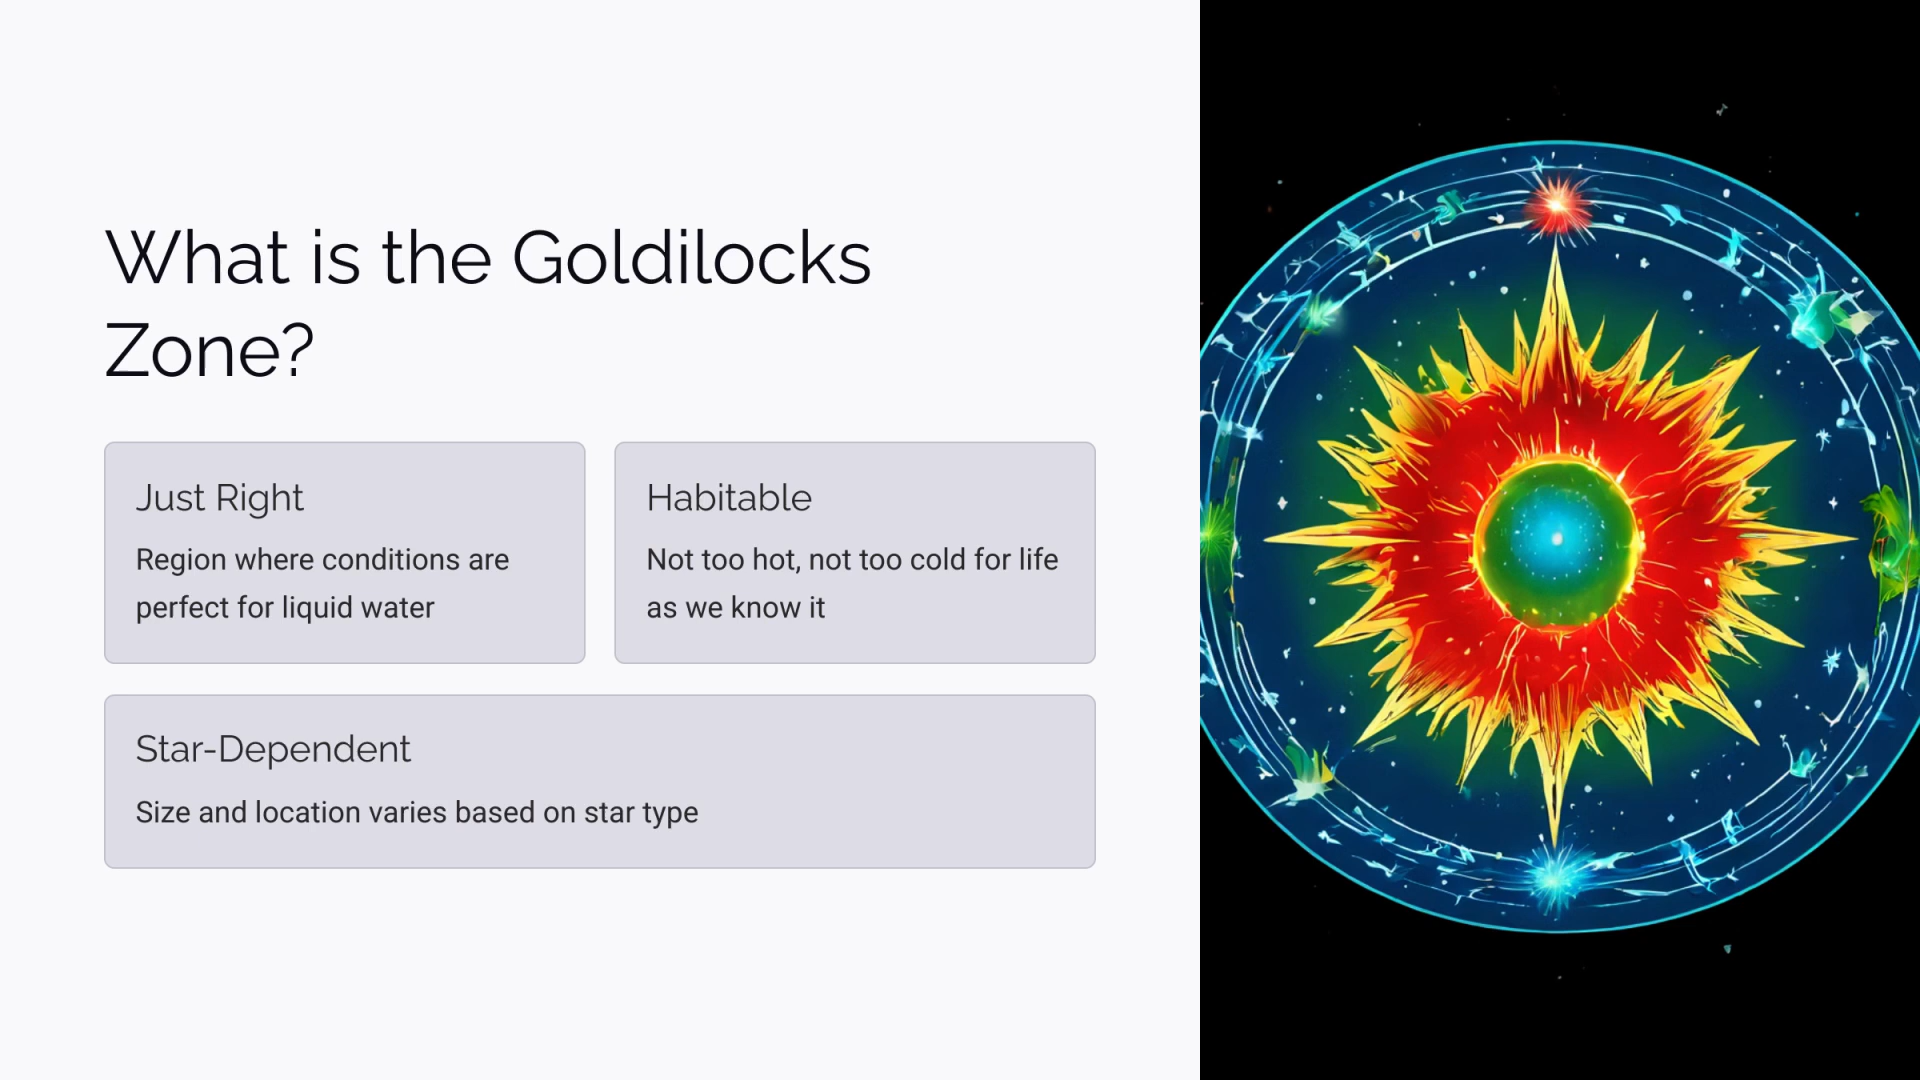 What is the Goldilocks
Zone?
Just Right
Region where conditions are
perfect for liquid water
Habitable
Not too hot, not too cold for life
as we know it
Star-Dependent
Size and location varies based on star type